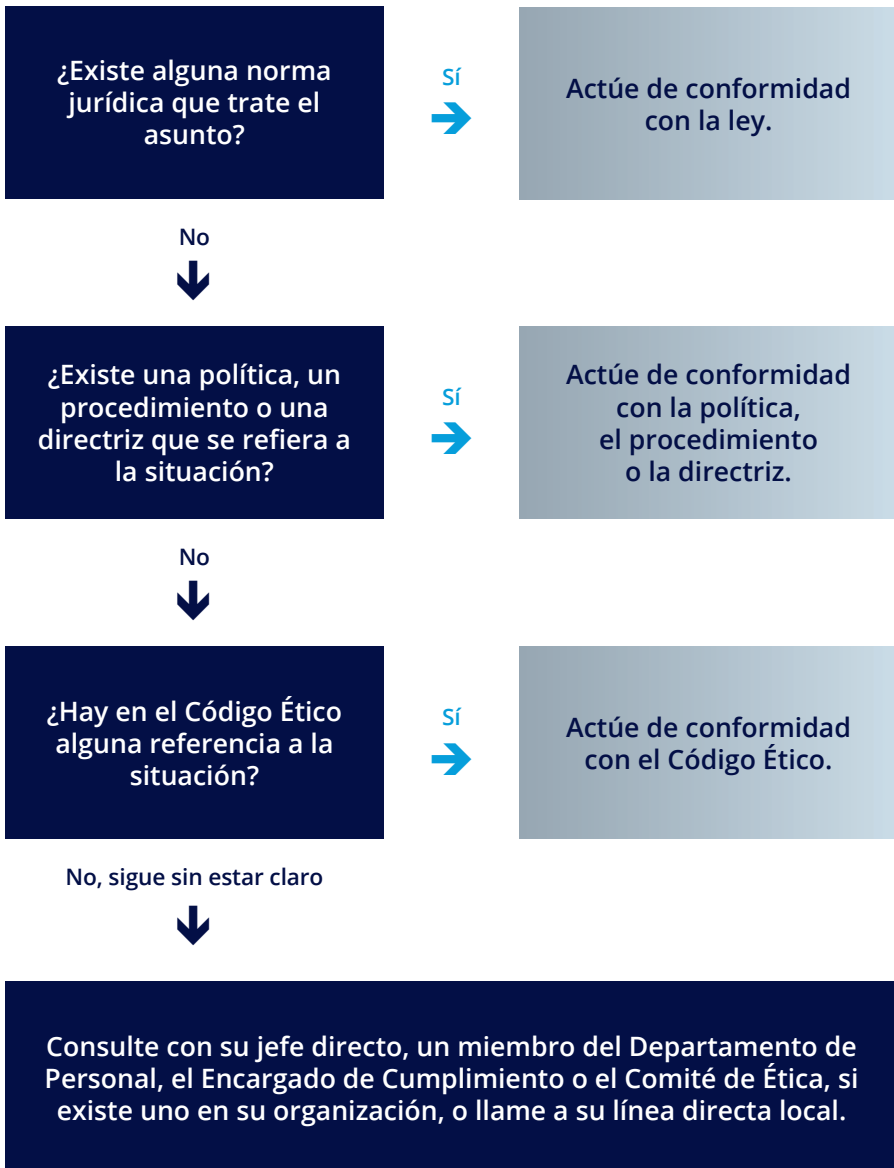 ¿Existe alguna norma
jurídica que trate el
asunto?
Sí
Actúe de conformidad
con la ley.
No
¿Existe una política, un
procedimiento o una
directriz que se refiera a
la situación?
Sí
Actúe de conformidad
con la política,
el procedimiento
o la directriz.
No
¿Hay en el Código Ético
alguna referencia a la
situación?
Sí
Actúe de conformidad
con el Código Ético.
No, sigue sin estar claro
Consulte con su jefe directo, un miembro del Departamento de
Personal, el Encargado de Cumplimiento o el Comité de Ética, si
existe uno en su organización, o llame a su línea directa local.